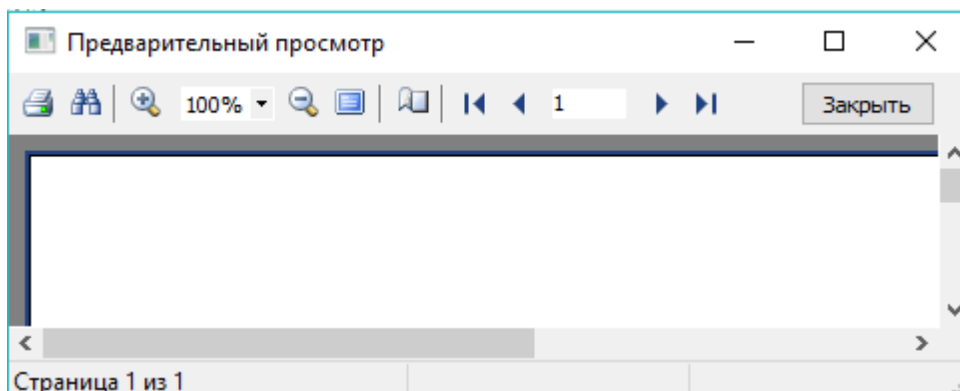 Предварительный просмотр
100% 1 Закрыть
Страница 1 из 1